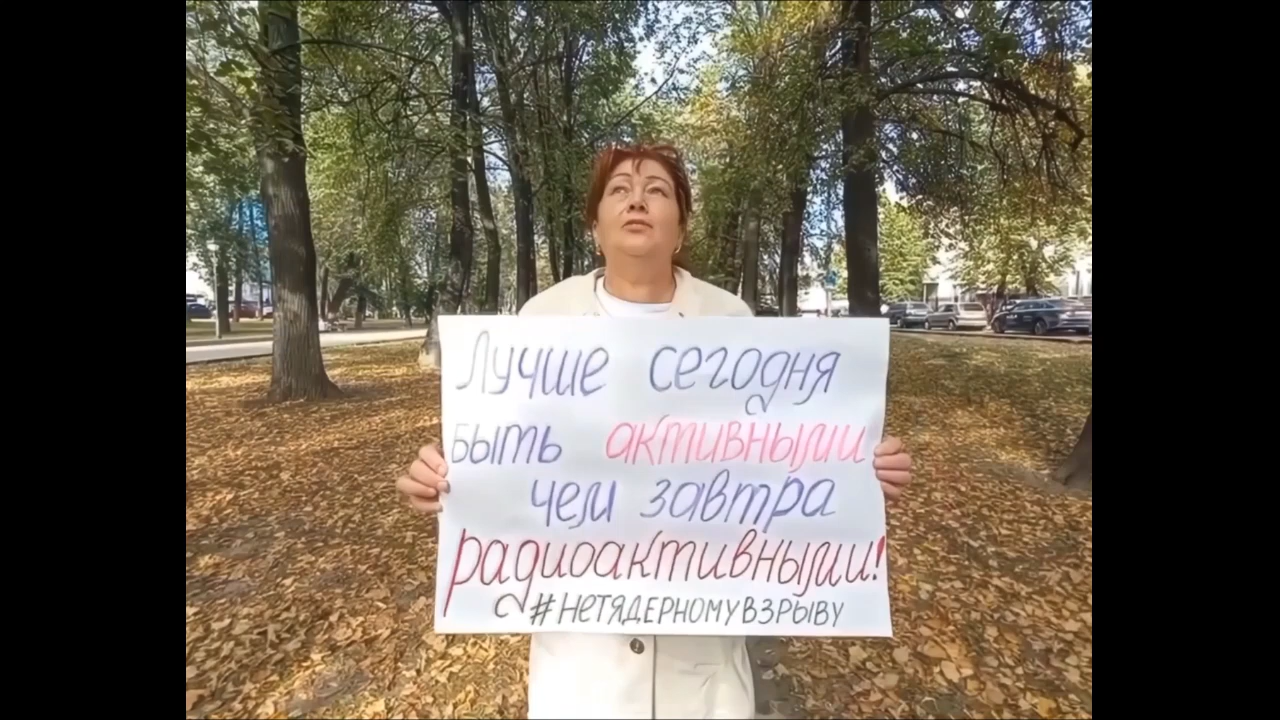 Лучше сегодня
быть активными
чем завтра
радиоактивными!
#НЕТЯДЕРНОМУВЗРЫВУ